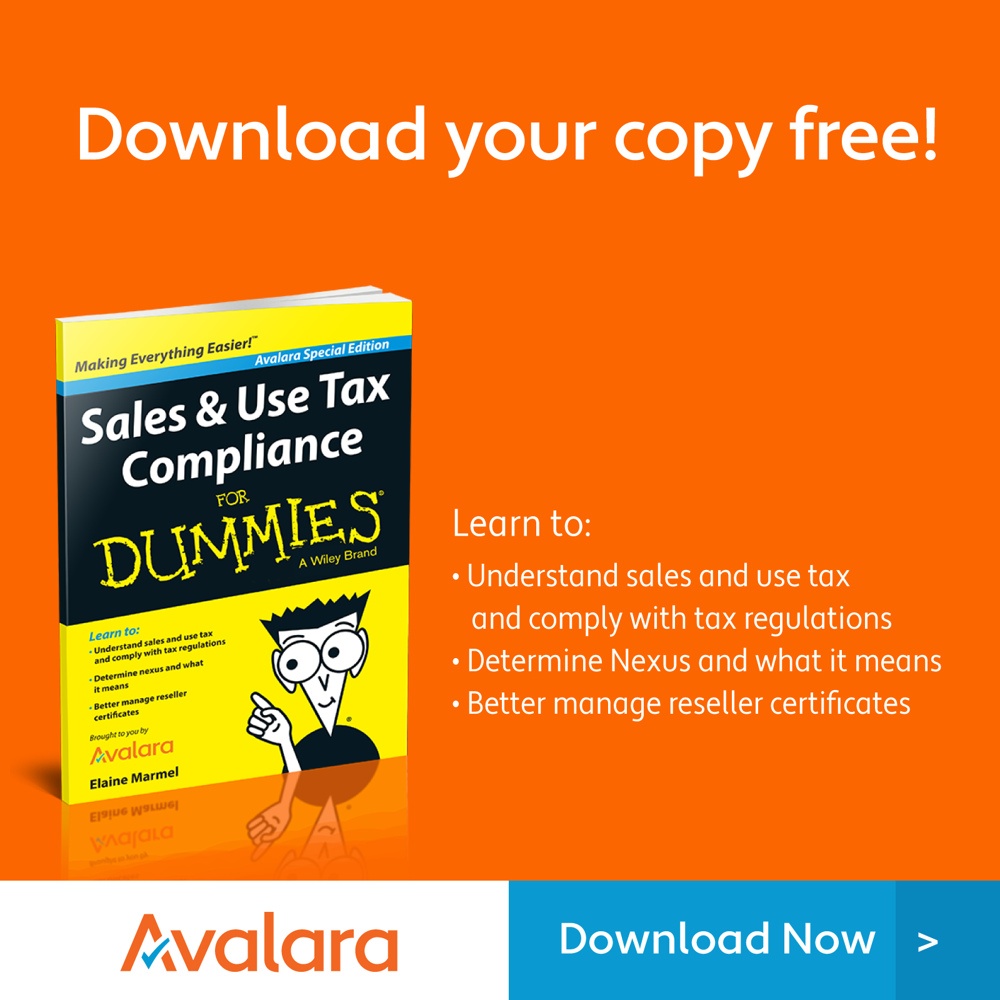 Download your copy free!
Making Everything Easier!™
Avalara Special Edition
Sales & Use Tax
Compliance
FOR
DUMMIES®
A Wiley Brand
Learn to:
• Understand sales and use tax
and comply with tax regulations
• Determine nexus and what
it means
• Better manage reseller
certificates
Brought to you by
Avalara
Elaine Marmel
®
Learn to:
• Understand sales and use tax
and comply with tax regulations
• Determine Nexus and what it means
• Better manage reseller certificates
Avalara
Download Now >